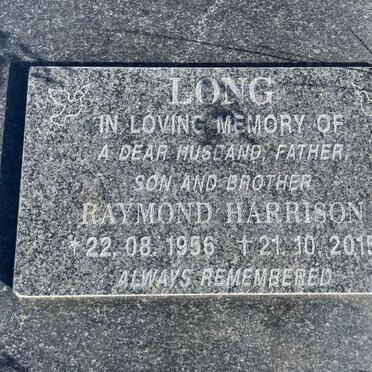 LONG
IN LOVING MEMORY OF
A DEAR HUSBAND, FATHER,
SON AND BROTHER
RAYMOND HARRISON
* 22. 08. 1956 † 21. 10. 2015
ALWAYS REMEMBERED